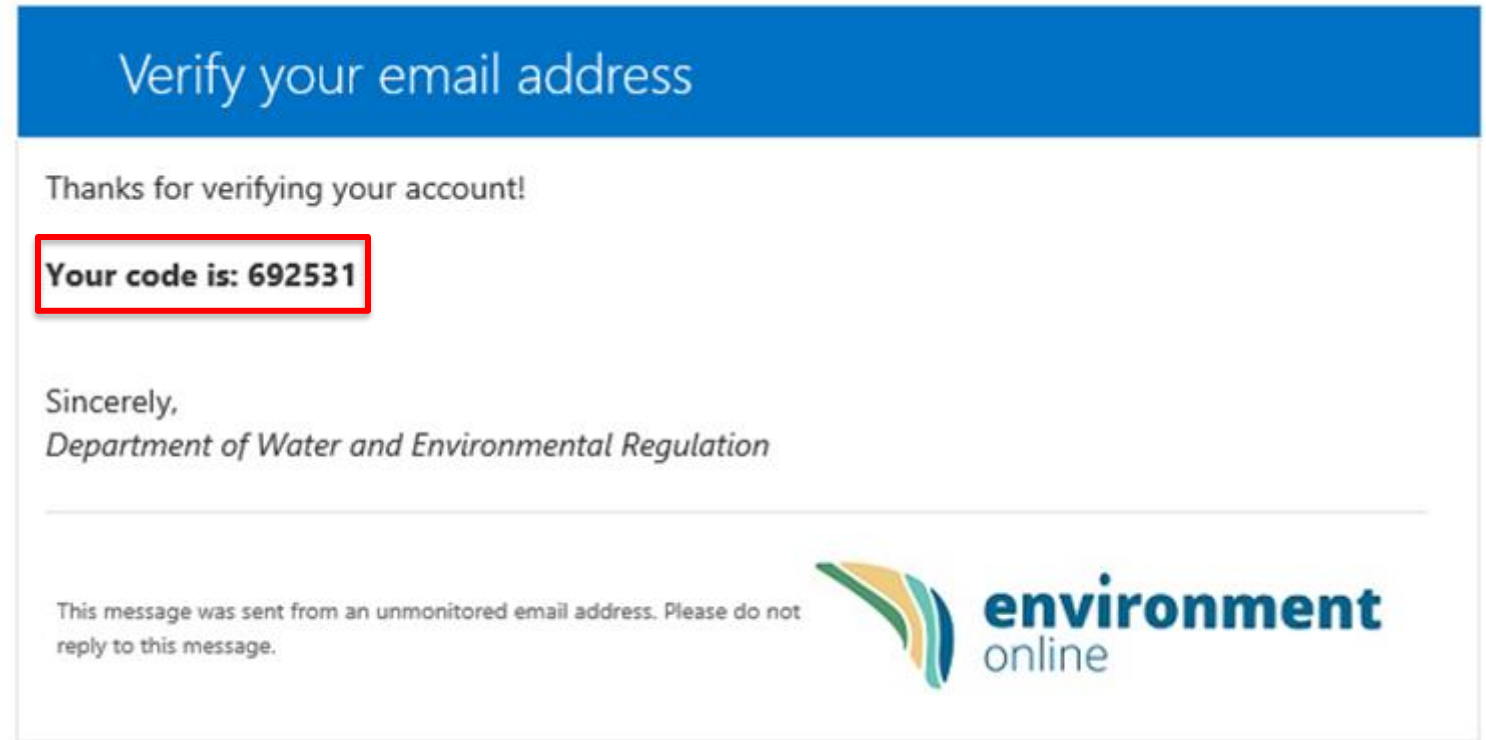 Verify your email address
Thanks for verifying your account!
Your code is: 692531
Sincerely,
Department of Water and Environmental Regulation
This message was sent from an unmonitored email address. Please do not
reply to this message.
environment
online